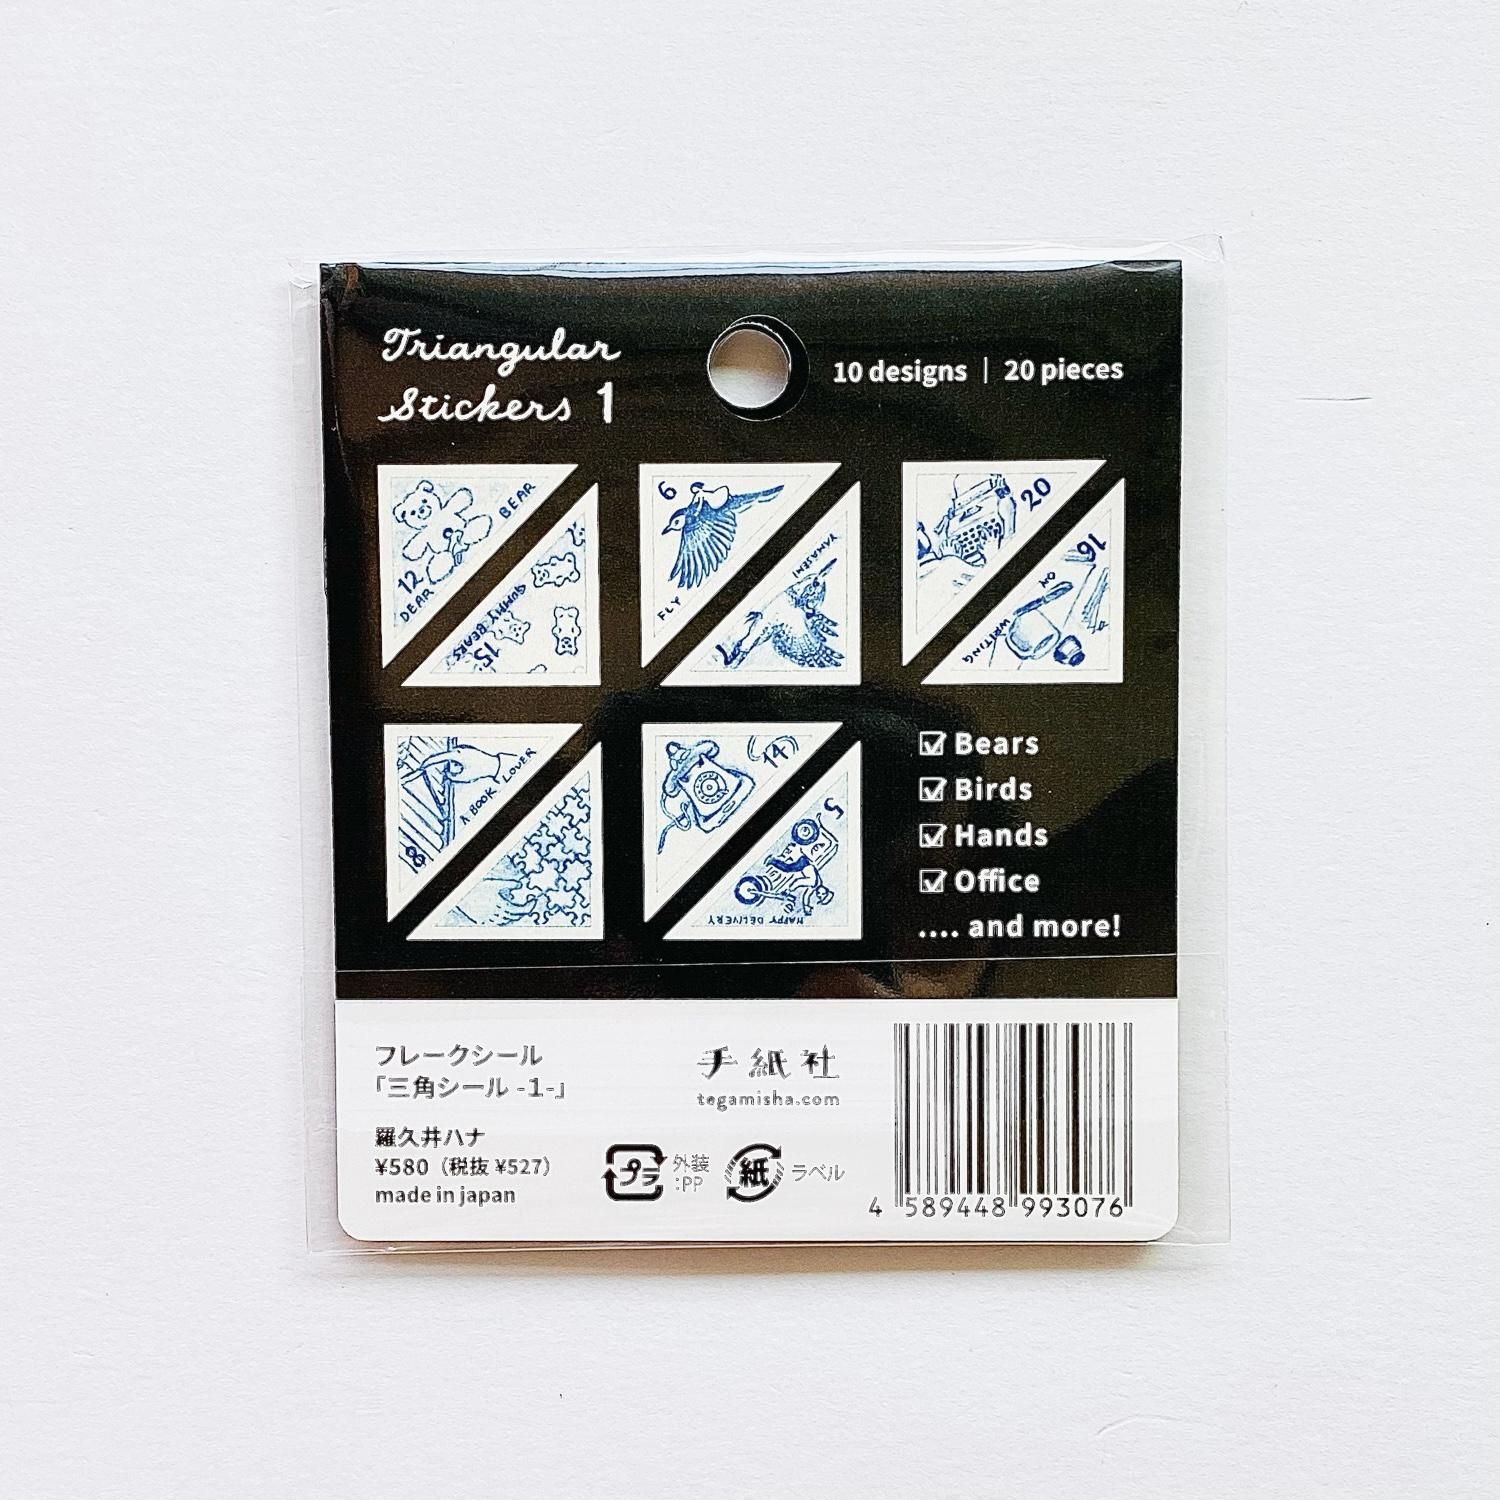 Triangular
Stickers 1
10 designs | 20 pieces
BEAR
12
DEAR
GUMMY BEARS
15
6
FLY
YAMASEMI
7
20
16
ON
WRITING
A BOOK LOVER
18
14
5
HAPPY DELIVERY
☑ Bears
☑ Birds
☑ Hands
☑ Office
.... and more!
フレークシール
「三角シール -1-」
羅久井ハナ
¥580（税抜 ¥527）
made in japan
手紙社
tegamisha.com
プラ
外装
:PP
紙
ラベル
4 589448 993076